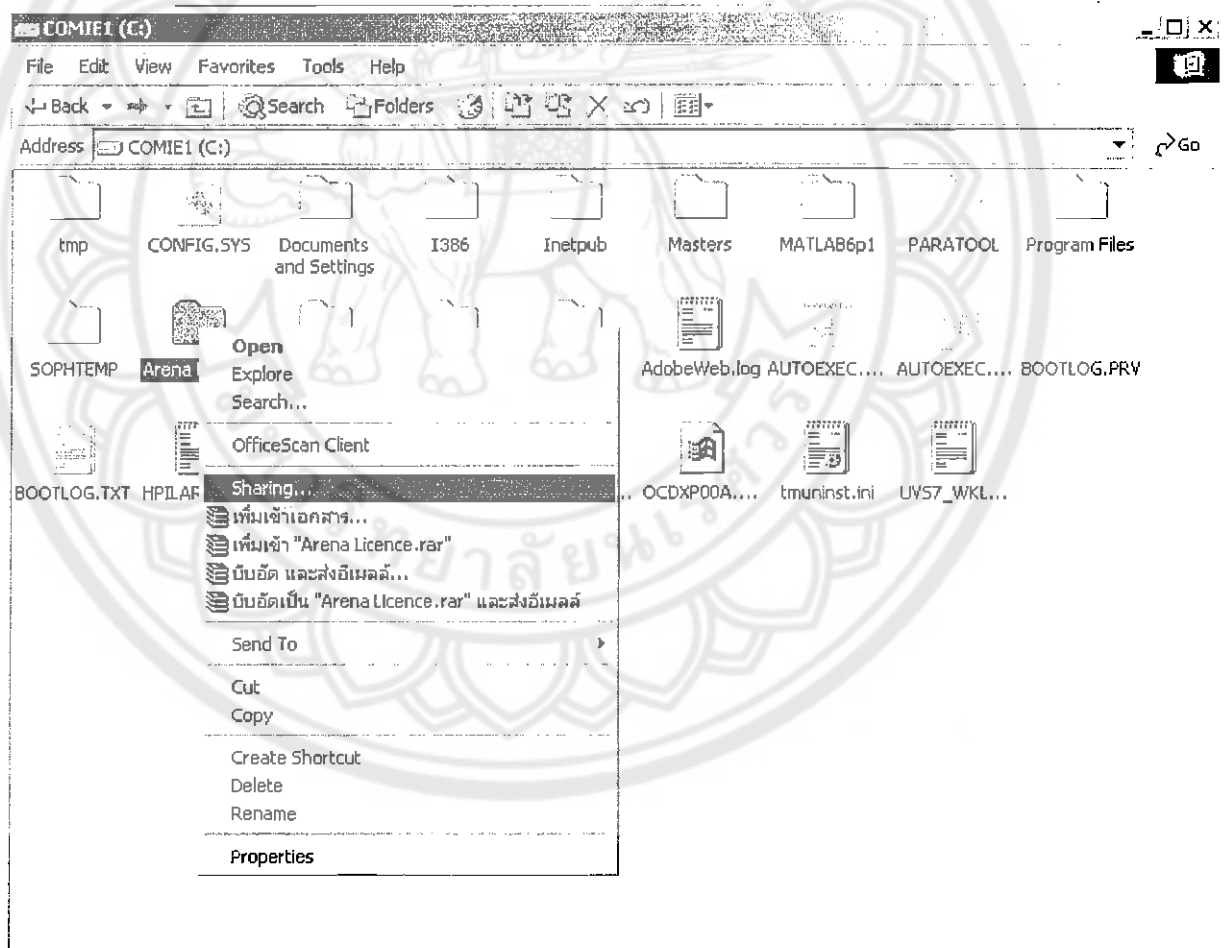 COMIE1 (C:)
File Edit View Favorites Tools Help
Back Search Folders
Address COMIE1 (C:) Go
tmp CONFIG.SYS Documents and Settings I386 Inetpub Masters MATLAB6p1 PARATOOL Program Files
SOPHTEMP Arena AdobeWeb.log AUTOEXEC.... AUTOEXEC.... BOOTLOG.PRV
BOOTLOG.TXT HPILAR ... OCDXP00A.... tmuninst.ini UVS7_WKL...
Open
Explore
Search...
OfficeScan Client
Sharing...
เพิ่มเข้าเอกสาร...
เพิ่มเข้า "Arena Licence.rar"
บีบอัด และส่งอีเมลล์...
บีบอัดเป็น "Arena Licence.rar" และส่งอีเมลล์
Send To
Cut
Copy
Create Shortcut
Delete
Rename
Properties